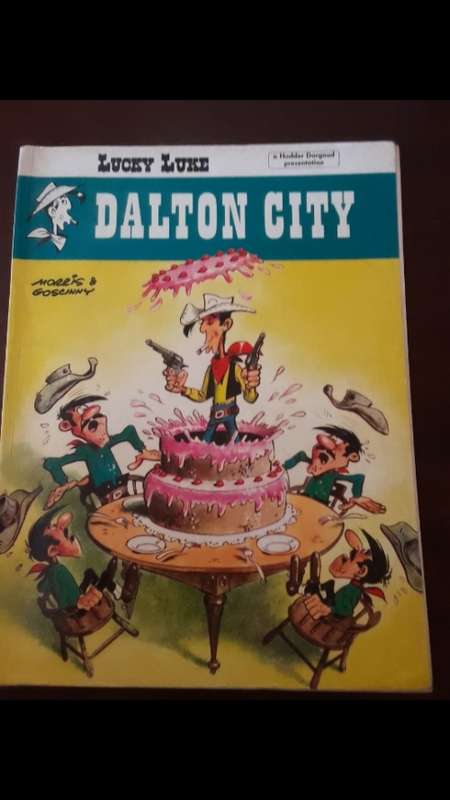 LUCKY LUKE
a Hodder Dargaud
presentation
DALTON CITY
MORRIS &
GOSCINNY